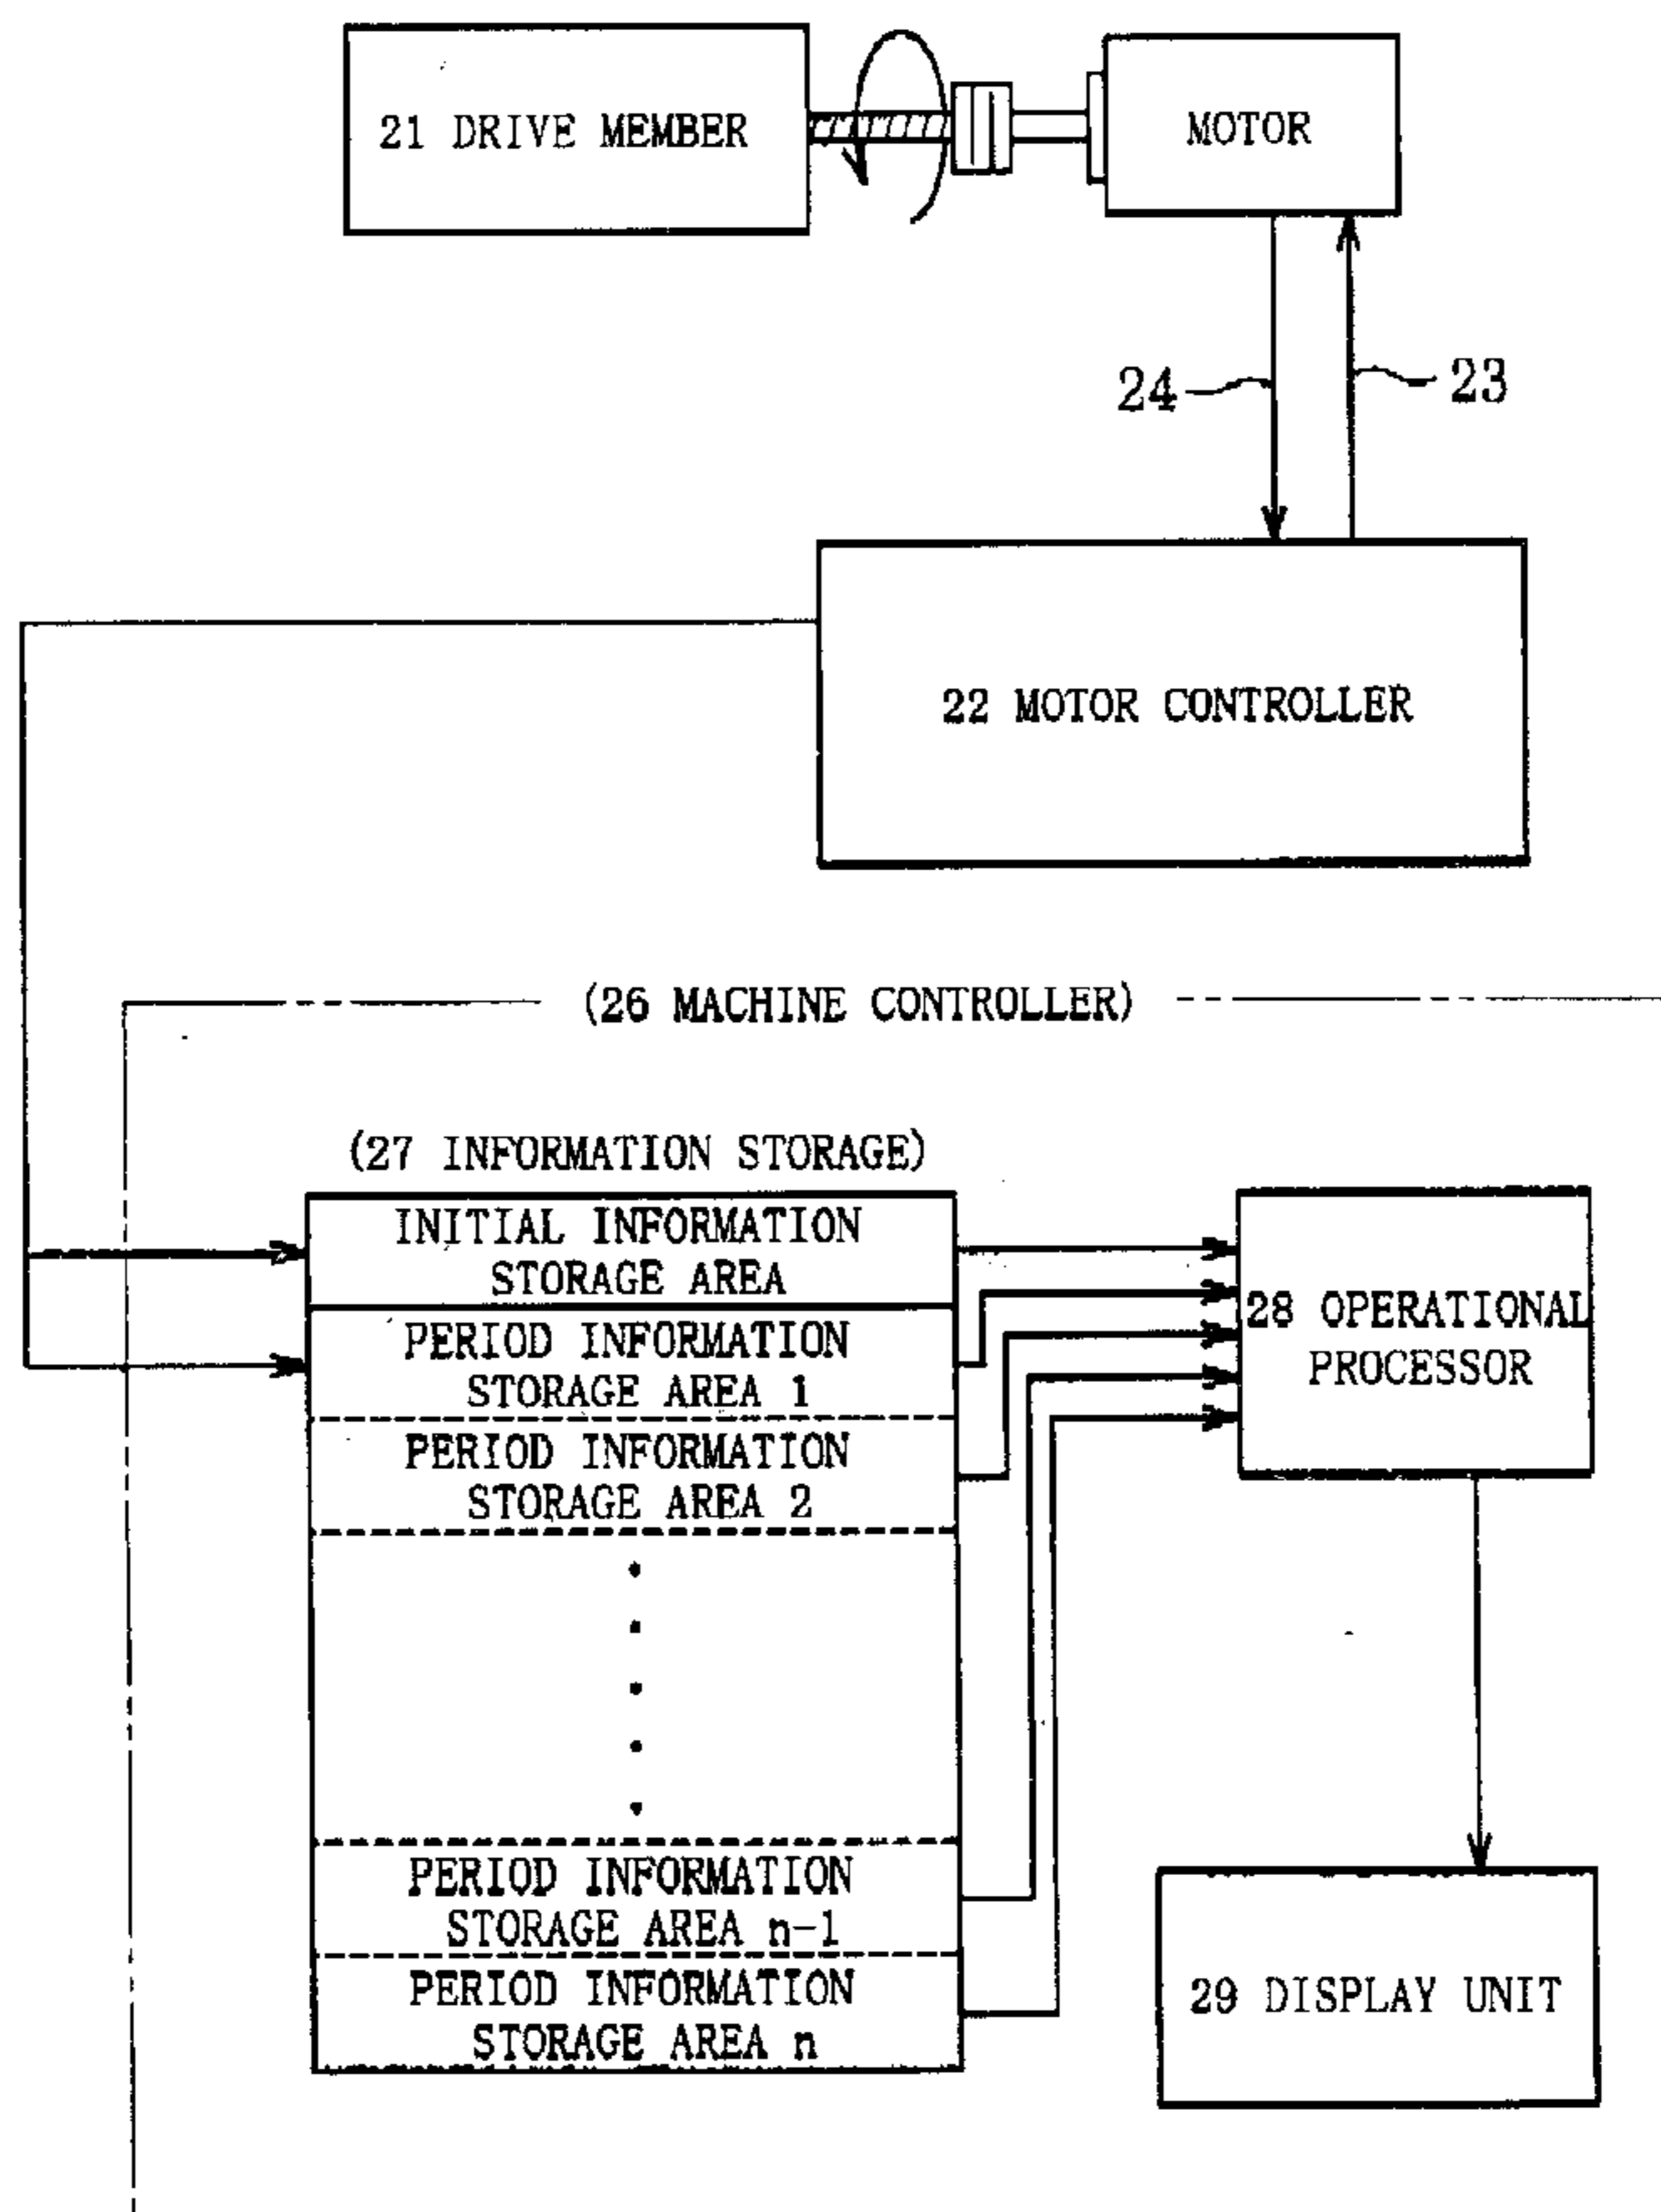 21 DRIVE MEMBER
MOTOR
24
23
22 MOTOR CONTROLLER
(26 MACHINE CONTROLLER)
(27 INFORMATION STORAGE)
INITIAL INFORMATION
STORAGE AREA
PERIOD INFORMATION
STORAGE AREA 1
PERIOD INFORMATION
STORAGE AREA 2
PERIOD INFORMATION
STORAGE AREA n-1
PERIOD INFORMATION
STORAGE AREA n
28 OPERATIONAL
PROCESSOR
29 DISPLAY UNIT